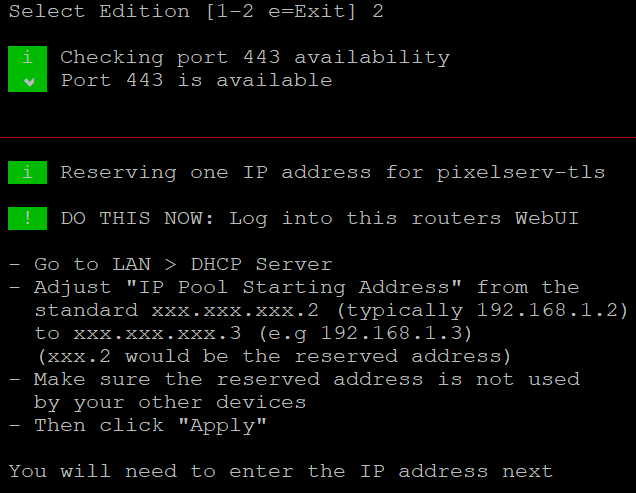 Select Edition [1-2 e=Exit] 2
i Checking port 443 availability
✔ Port 443 is available
i Reserving one IP address for pixelserv-tls
! DO THIS NOW: Log into this routers WebUI
- Go to LAN > DHCP Server
- Adjust "IP Pool Starting Address" from the
standard xxx.xxx.xxx.2 (typically 192.168.1.2)
to xxx.xxx.xxx.3 (e.g 192.168.1.3)
(xxx.2 would be the reserved address)
- Make sure the reserved address is not used
by your other devices
- Then click "Apply"
You will need to enter the IP address next